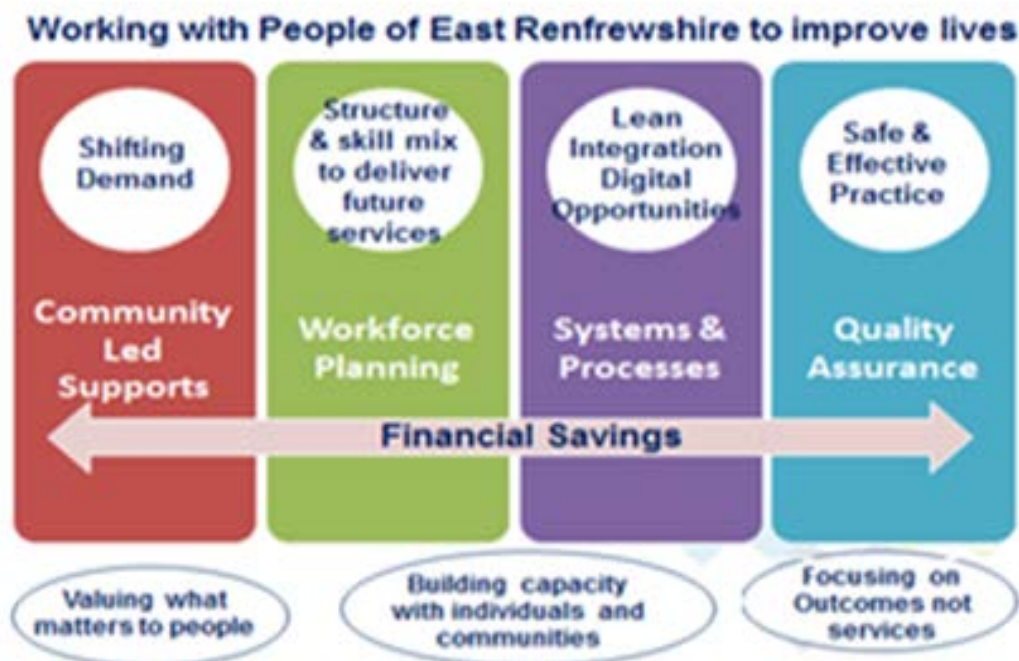 Working with People of East Renfrewshire to improve lives
Shifting
Demand
Structure
& skill mix
to deliver
future
services
Lean
Integration
Digital
Opportunities
Safe &
Effective
Practice
Community
Led
Supports
Workforce
Planning
Systems &
Processes
Quality
Assurance
Financial Savings
Valuing what
matters to people
Building capacity
with individuals and
communities
Focusing on
Outcomes not
services